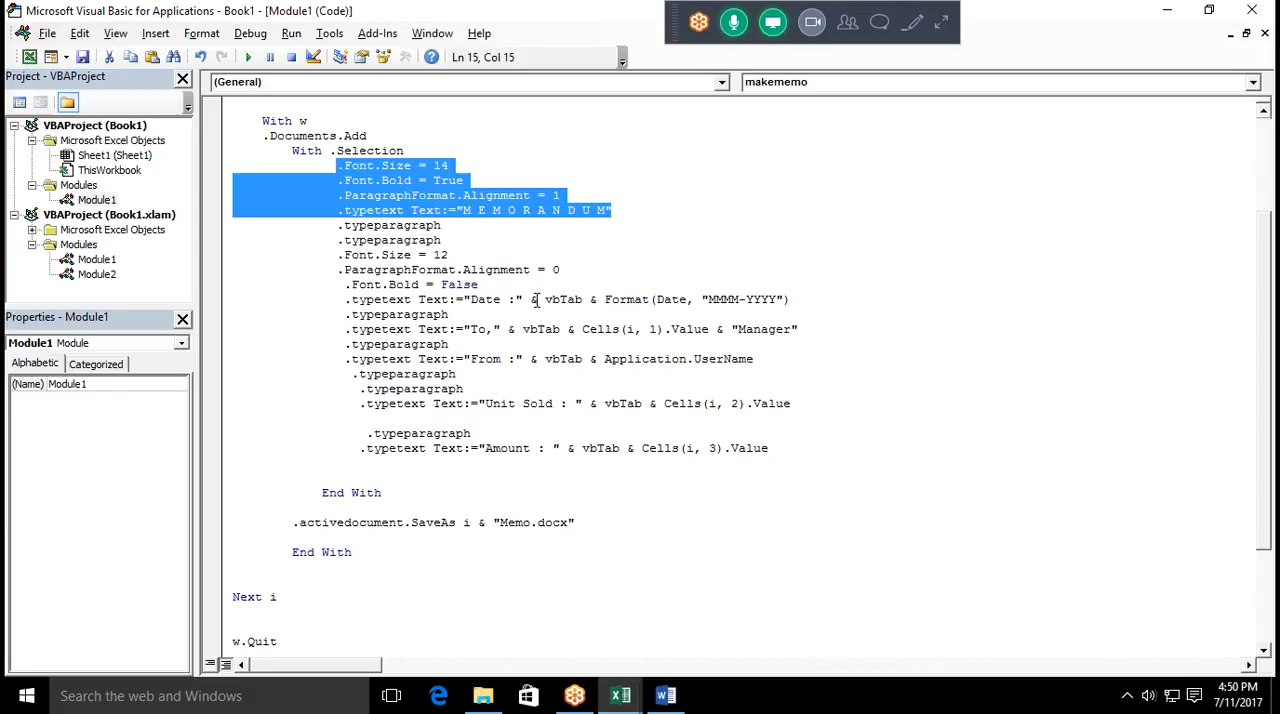 Microsoft Visual Basic for Applications - Book1 - [Module1 (Code)]
File Edit View Insert Format Debug Run Tools Add-Ins Window Help
Ln 15, Col 15
Project - VBAProject
(General)
makememo
VBAProject (Book1)
Microsoft Excel Objects
Sheet1 (Sheet1)
ThisWorkbook
Modules
Module1
VBAProject (Book1.xlam)
Microsoft Excel Objects
Modules
Module1
Module2
Properties - Module1
Module1 Module
Alphabetic Categorized
(Name) Module1
With w
.Documents.Add
With .Selection
.Font.Size = 14
.Font.Bold = True
.ParagraphFormat.Alignment = 1
.typetext Text:="M E M O R A N D U M"
.typeparagraph
.typeparagraph
.Font.Size = 12
.ParagraphFormat.Alignment = 0
.Font.Bold = False
.typetext Text:="Date :" & vbTab & Format(Date, "MMMM-YYYY")
.typeparagraph
.typetext Text:="To," & vbTab & Cells(i, 1).Value & "Manager"
.typeparagraph
.typetext Text:="From :" & vbTab & Application.UserName
.typeparagraph
.typeparagraph
.typetext Text:="Unit Sold : " & vbTab & Cells(i, 2).Value
.typeparagraph
.typetext Text:="Amount : " & vbTab & Cells(i, 3).Value
End With
.activedocument.SaveAs i & "Memo.docx"
End With
Next i
w.Quit
Search the web and Windows
4:50 PM
7/11/2017